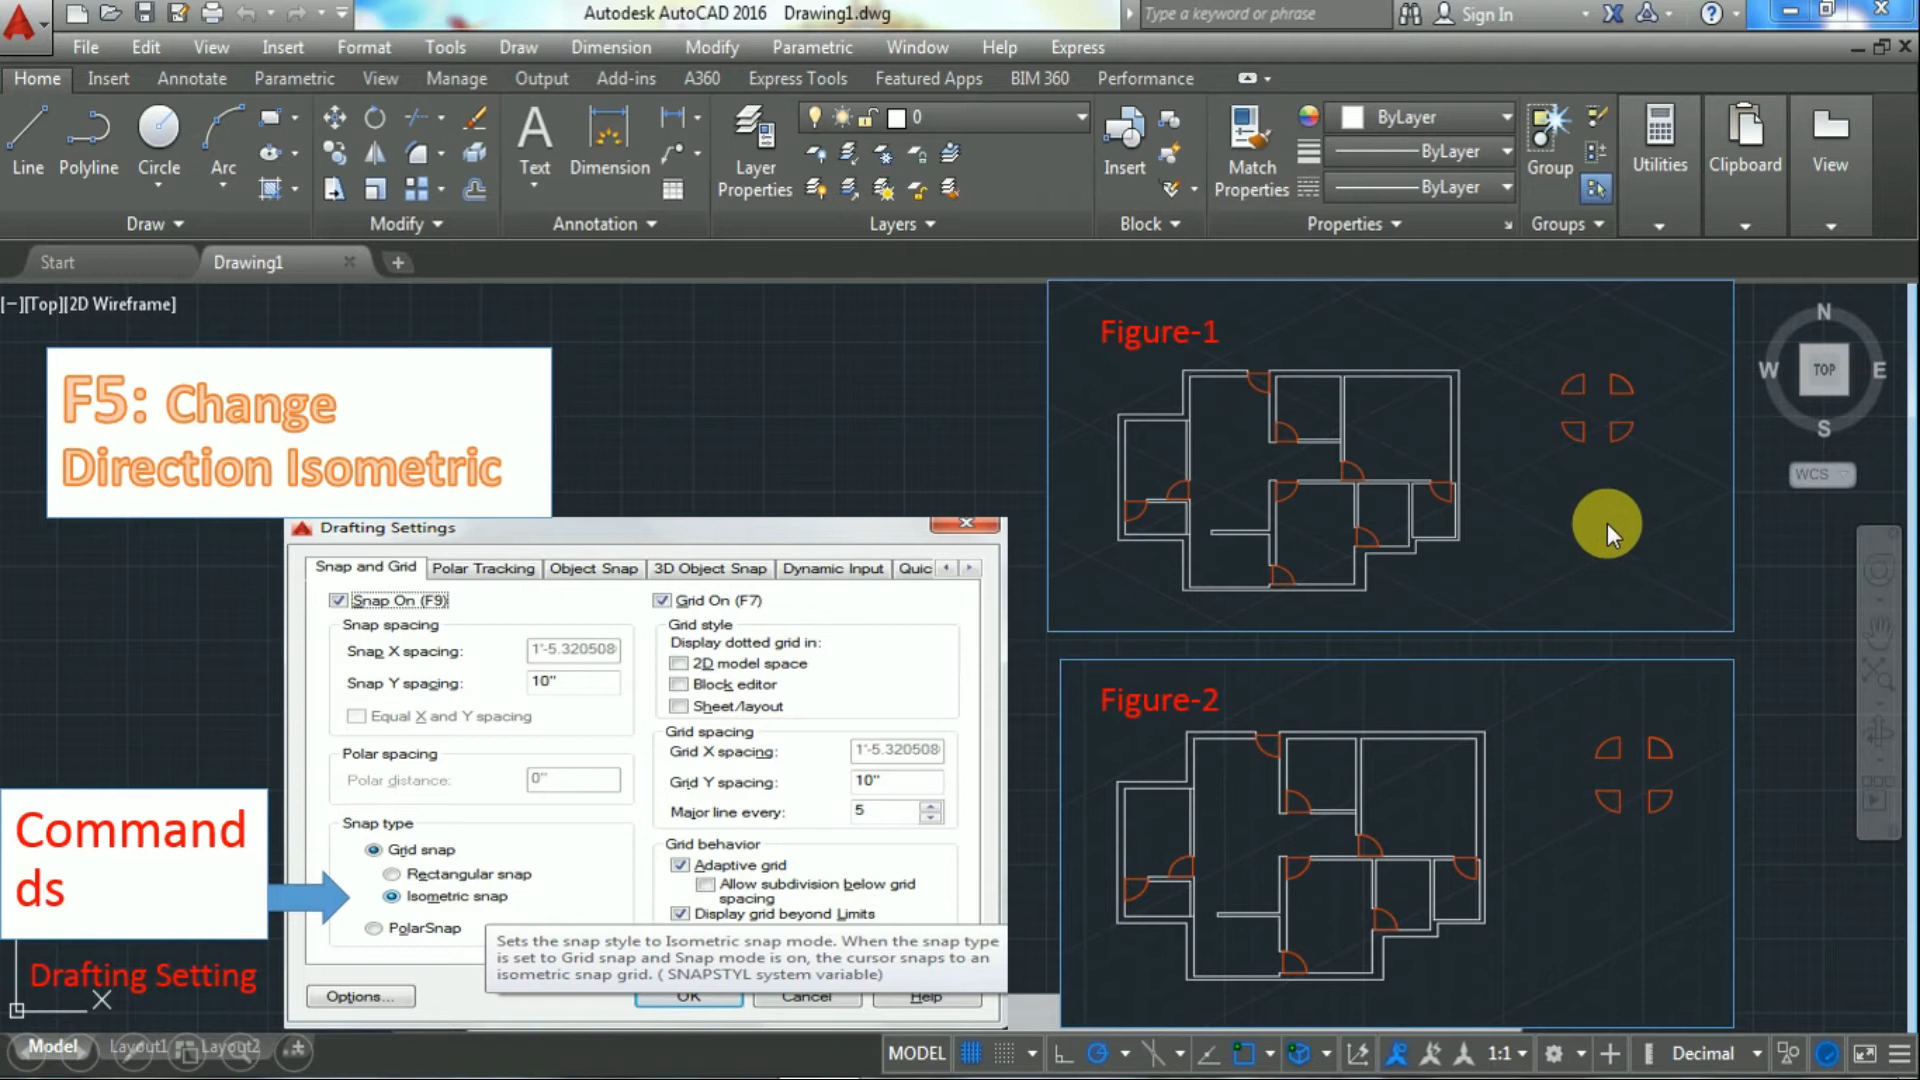 Autodesk AutoCAD 2016 Drawing1.dwg
Type a keyword or phrase
Sign In
File Edit View Insert Format Tools Draw Dimension Modify Parametric Window Help Express
Home Insert Annotate Parametric View Manage Output Add-ins A360 Express Tools Featured Apps BIM 360 Performance
Line Polyline Circle Arc
Text Dimension
Layer Properties
0
Insert
Match Properties
ByLayer
ByLayer
ByLayer
Group
Utilities Clipboard View
Draw Modify Annotation Layers Block Properties Groups
Start Drawing1
[−][Top][2D Wireframe]
F5: Change
Direction Isometric
Figure-1
N
W TOP E
S
WCS
Drafting Settings
Snap and Grid Polar Tracking Object Snap 3D Object Snap Dynamic Input Quic
Snap On (F9) Grid On (F7)
Snap spacing
Snap X spacing: 1'-5.320508
Snap Y spacing: 10"
Equal X and Y spacing
Polar spacing
Polar distance: 0"
Snap type
Grid snap
Rectangular snap
Isometric snap
PolarSnap
Grid style
Display dotted grid in:
2D model space
Block editor
Sheet/layout
Grid spacing
Grid X spacing: 1'-5.320508
Grid Y spacing: 10"
Major line every: 5
Grid behavior
Adaptive grid
Allow subdivision below grid
spacing
Display grid beyond Limits
Sets the snap style to Isometric snap mode. When the snap type
is set to Grid snap and Snap mode is on, the cursor snaps to an
isometric snap grid. ( SNAPSTYL system variable)
Options... OK Cancel Help
Command
ds
Drafting Setting
X
Figure-2
Model Layout1 Layout2
MODEL 1:1 Decimal